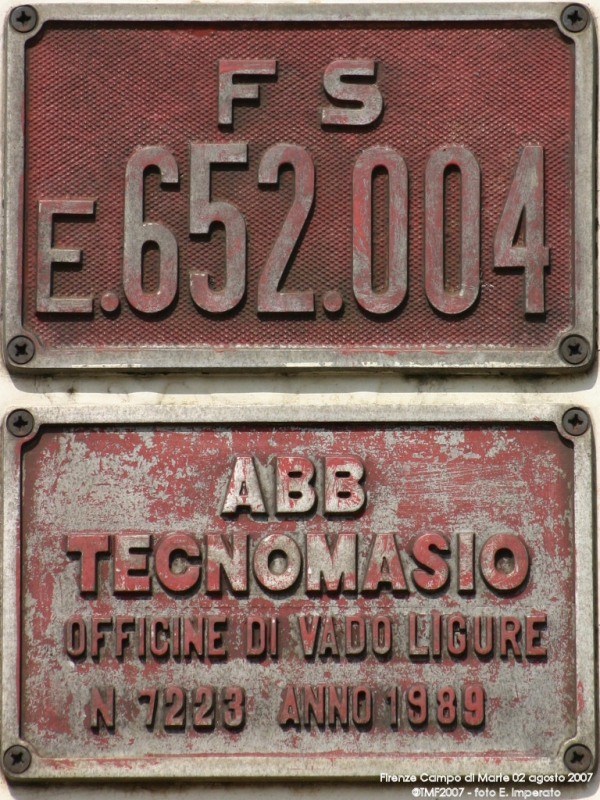 F S
E.652.004
ABB
TECNOMASIO
OFFICINE DI VADO LIGURE
N 7223 ANNO 1989
Firenze Campo di Marte 02 agosto 2007
©TMF2007 - foto E. Imperato